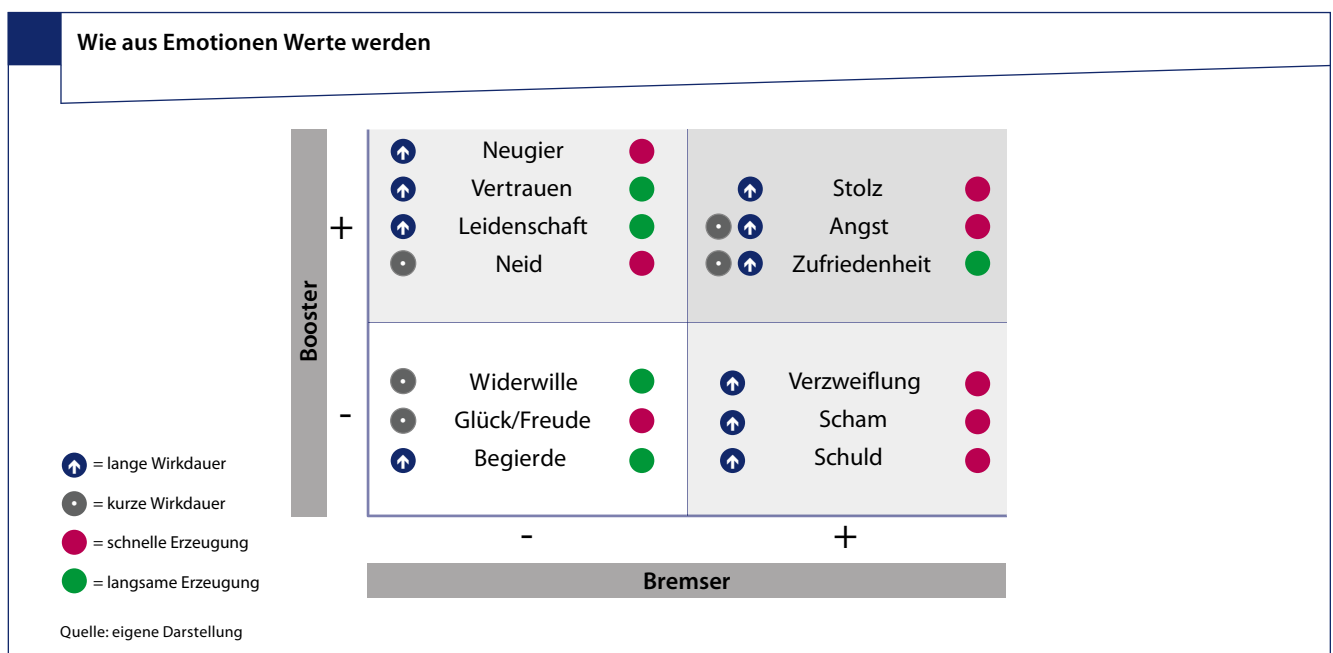 Wie aus Emotionen Werte werden
Booster
+
-
Neugier
Vertrauen
Leidenschaft
Neid
Stolz
Angst
Zufriedenheit
Widerwille
Glück/Freude
Begierde
Verzweiflung
Scham
Schuld
= lange Wirkdauer
= kurze Wirkdauer
= schnelle Erzeugung
= langsame Erzeugung
- +
Bremser
Quelle: eigene Darstellung